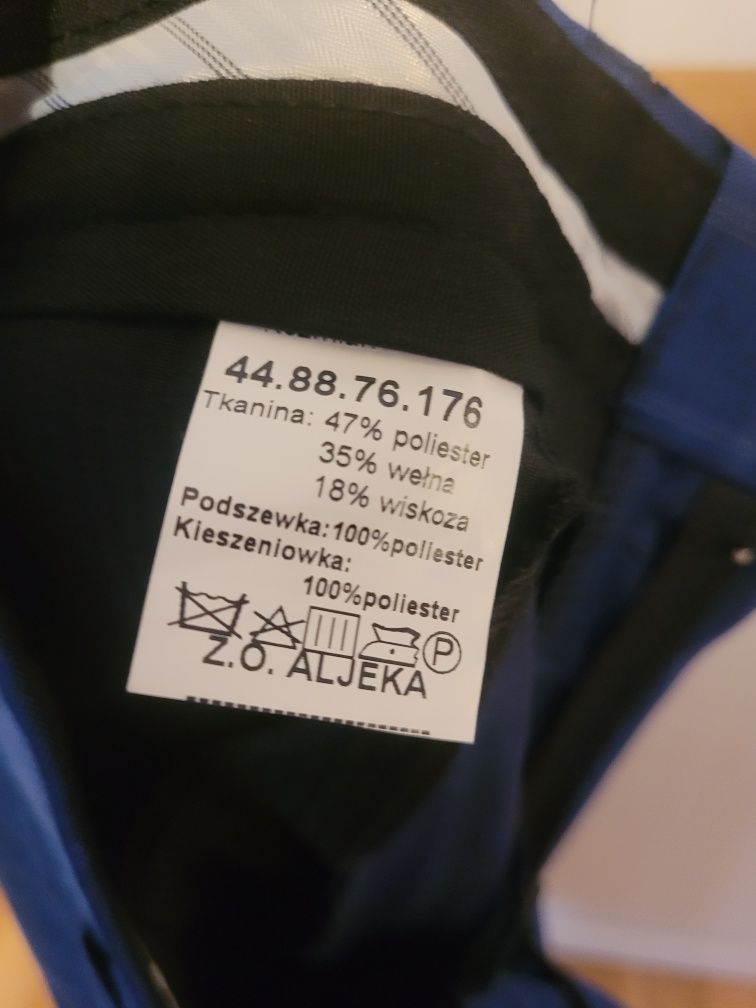 44.88.76.176
Tkanina: 47% poliester
35% wełna
18% wiskoza
Podszewka:100%poliester
Kieszeniowka:
100%poliester
P
Z.O. ALJEKA